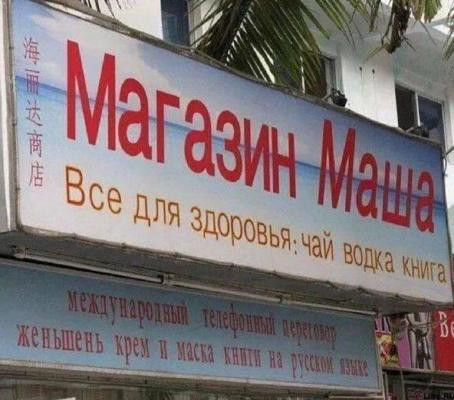 海丽达商店
Магазин Маша
Все для здоровья: чай водка книга
международный телефонный переговор
женьшень крем и маска книги на русском языке
Ве